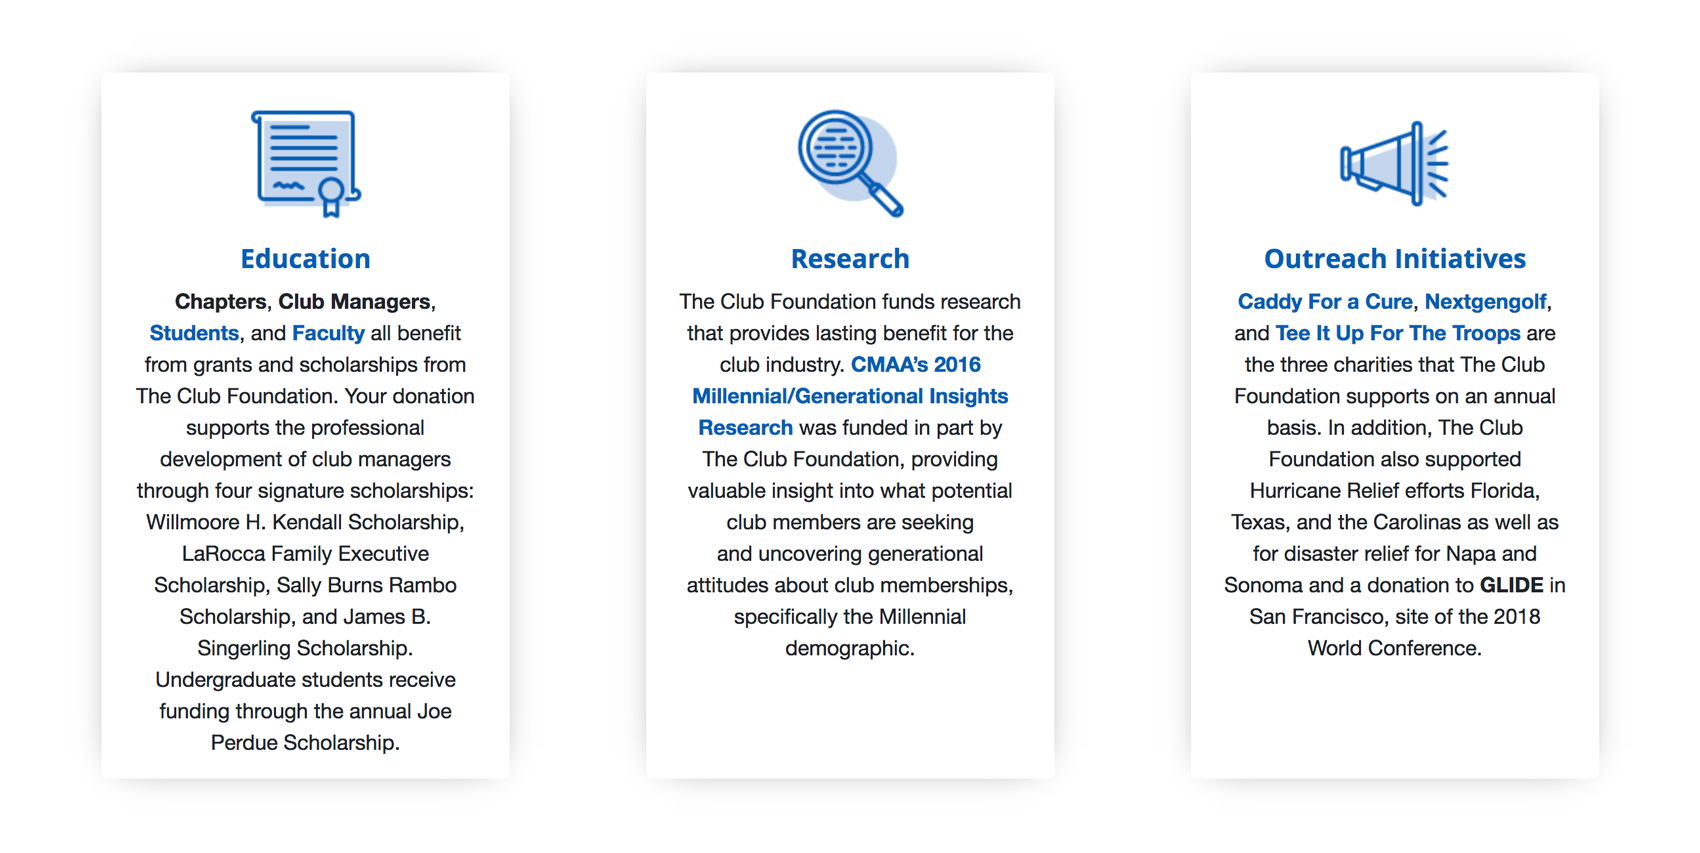 Education
Chapters, Club Managers,
Students, and Faculty all benefit
from grants and scholarships from
The Club Foundation. Your donation
supports the professional
development of club managers
through four signature scholarships:
Willmoore H. Kendall Scholarship,
LaRocca Family Executive
Scholarship, Sally Burns Rambo
Scholarship, and James B.
Singerling Scholarship.
Undergraduate students receive
funding through the annual Joe
Perdue Scholarship.
Research
The Club Foundation funds research
that provides lasting benefit for the
club industry. CMAA’s 2016
Millennial/Generational Insights
Research was funded in part by
The Club Foundation, providing
valuable insight into what potential
club members are seeking
and uncovering generational
attitudes about club memberships,
specifically the Millennial
demographic.
Outreach Initiatives
Caddy For a Cure, Nextgengolf,
and Tee It Up For The Troops are
the three charities that The Club
Foundation supports on an annual
basis. In addition, The Club
Foundation also supported
Hurricane Relief efforts Florida,
Texas, and the Carolinas as well as
for disaster relief for Napa and
Sonoma and a donation to GLIDE in
San Francisco, site of the 2018
World Conference.